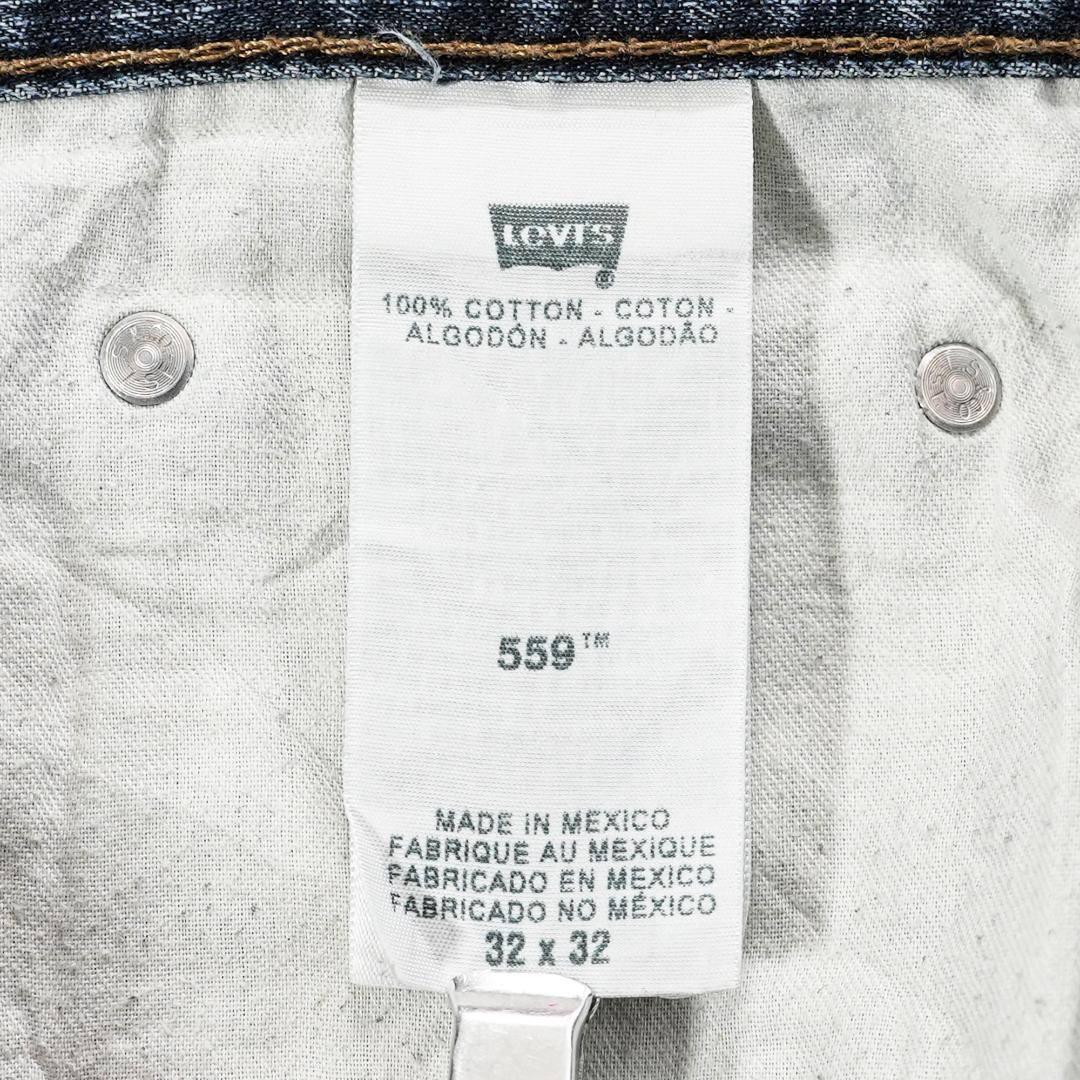 Levi's
100% COTTON - COTON -
ALGODÓN - ALGODÃO
559™
MADE IN MEXICO
FABRIQUE AU MEXIQUE
FABRICADO EN MEXICO
FABRICADO NO MÉXICO
32 x 32